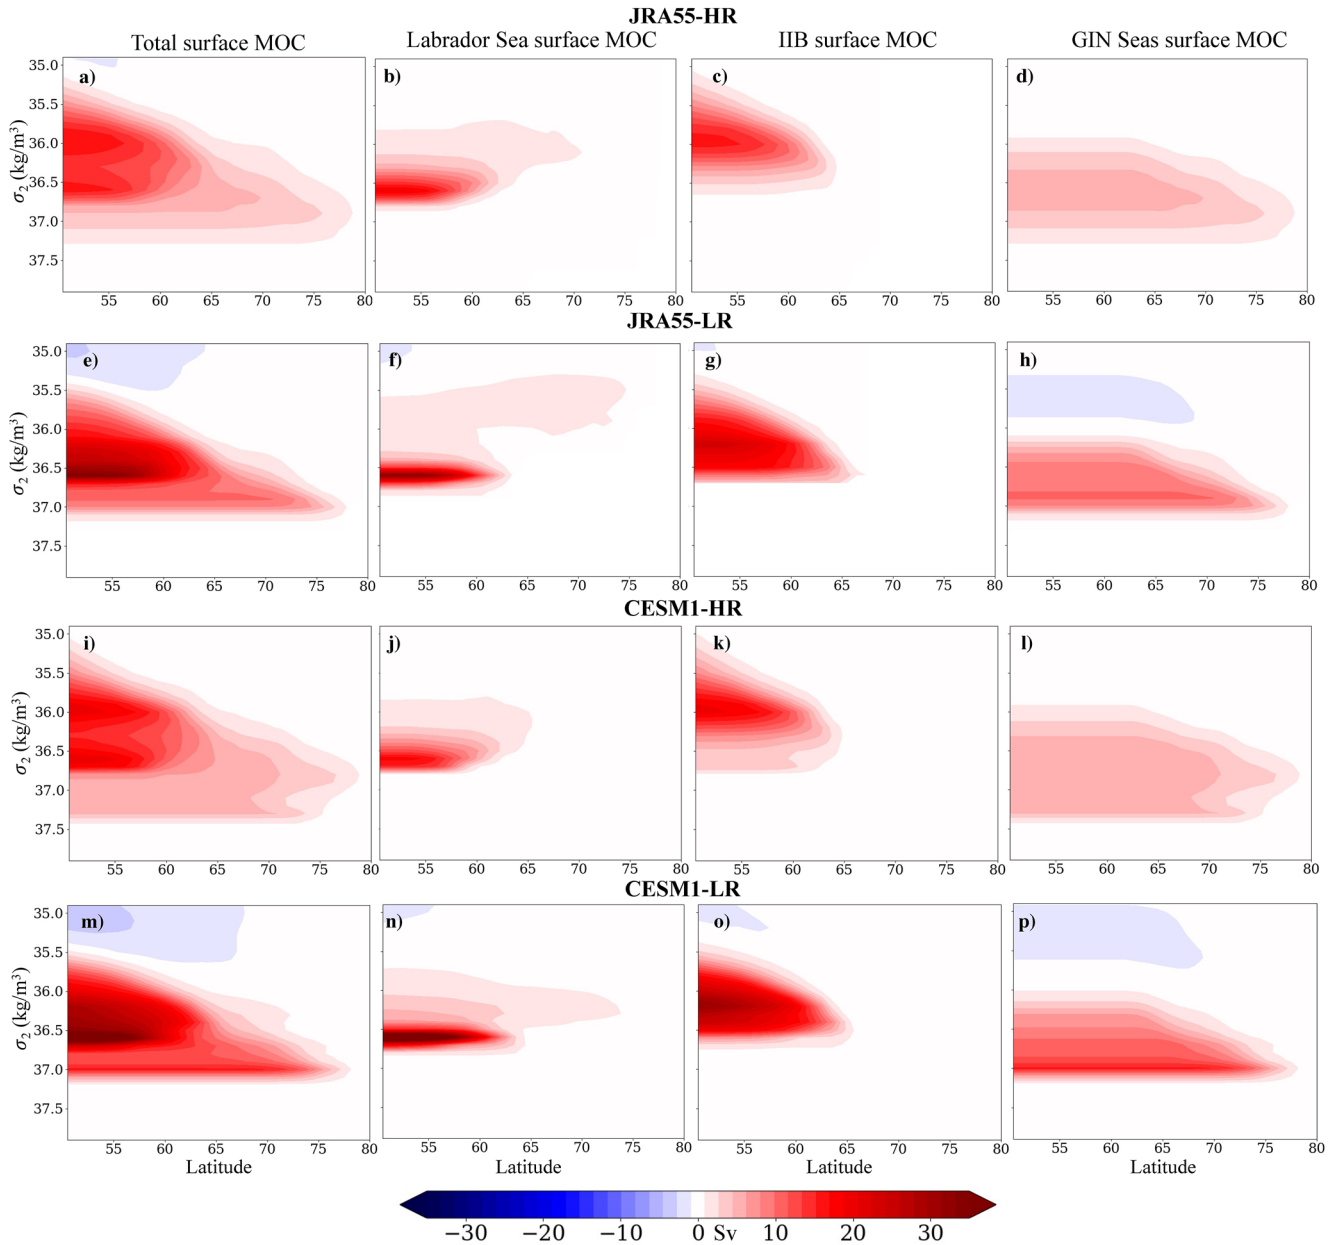 JRA55-HR
Total surface MOC Labrador Sea surface MOC IIB surface MOC GIN Seas surface MOC
a) b) c) d)
35.0
35.5
36.0
36.5
37.0
37.5
σ2 (kg/m³)
55 60 65 70 75 80 55 60 65 70 75 80 55 60 65 70 75 80 55 60 65 70 75 80
JRA55-LR
e) f) g) h)
35.0
35.5
36.0
36.5
37.0
37.5
σ2 (kg/m³)
55 60 65 70 75 80 55 60 65 70 75 80 55 60 65 70 75 80 55 60 65 70 75 80
CESM1-HR
i) j) k) l)
35.0
35.5
36.0
36.5
37.0
37.5
σ2 (kg/m³)
55 60 65 70 75 80 55 60 65 70 75 80 55 60 65 70 75 80 55 60 65 70 75 80
CESM1-LR
m) n) o) p)
35.0
35.5
36.0
36.5
37.0
37.5
σ2 (kg/m³)
55 60 65 70 75 80 55 60 65 70 75 80 55 60 65 70 75 80 55 60 65 70 75 80
Latitude Latitude Latitude Latitude
−30 −20 −10 0 Sv 10 20 30